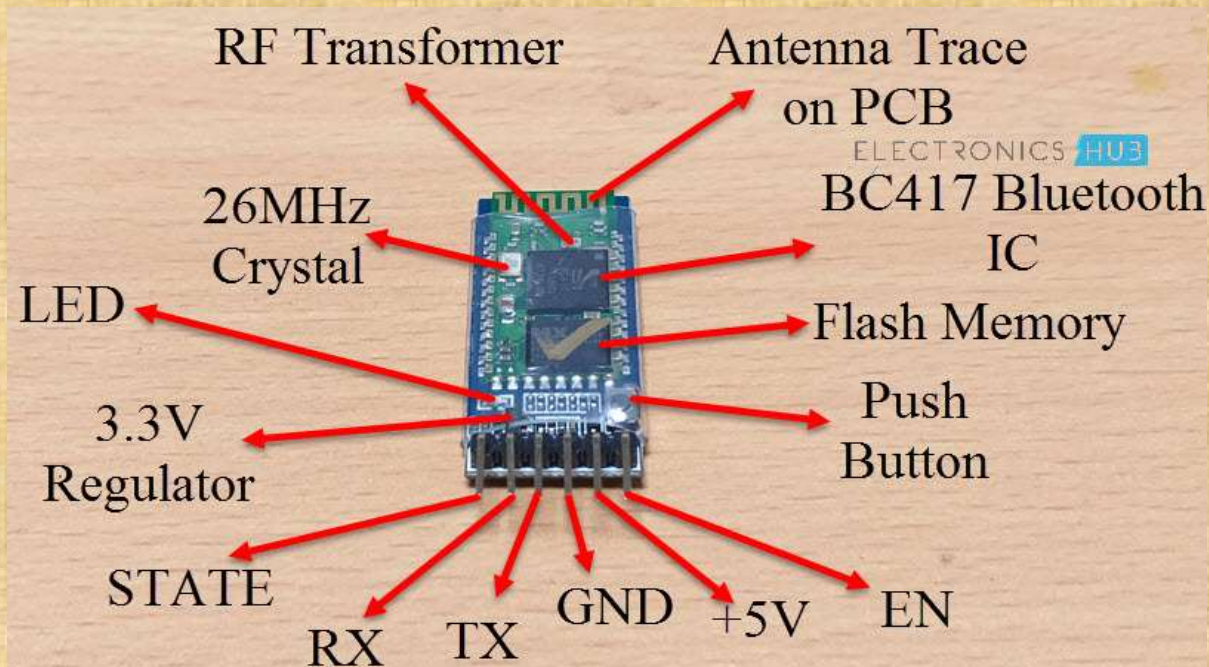 RF Transformer
Antenna Trace
on PCB
ELECTRONICS HUB
26MHz
Crystal
BC417 Bluetooth
IC
LED
Flash Memory
3.3V
Regulator
Push
Button
STATE
RX
TX
GND
+5V
EN